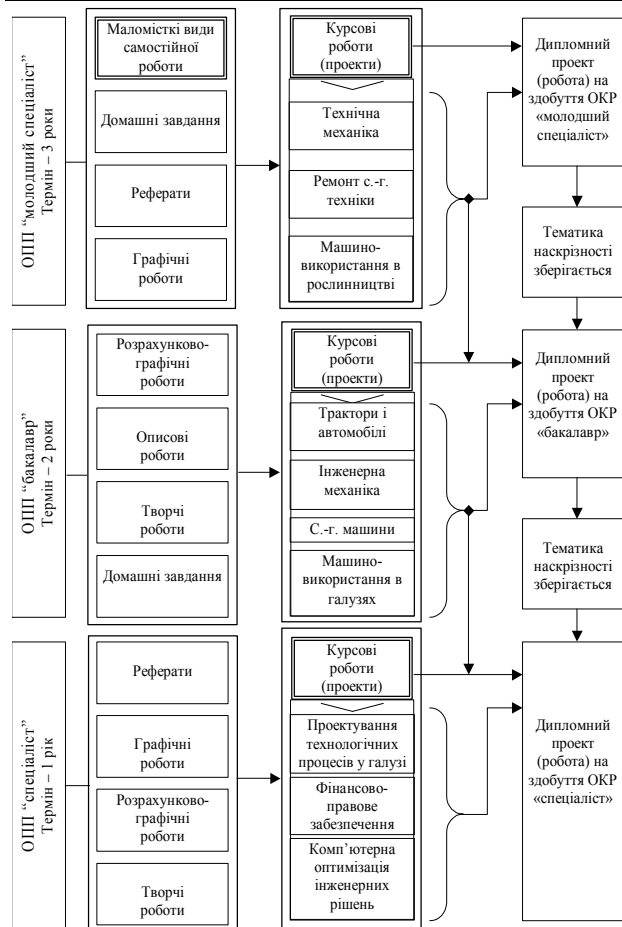 ОПП “молодший спеціаліст”
Термін – 3 роки
Маломісткі види
самостійної
роботи
Домашні завдання
Реферати
Графічні
роботи
Курсові
роботи
(проекти)
Технічна
механіка
Ремонт с.-г.
техніки
Машино-
використання в
рослинництві
Дипломний
проект
(робота) на
здобуття ОКР
«молодший
спеціаліст»
Тематика
наскрізності
зберігається
ОПП “бакалавр”
Термін – 2 роки
Розрахунково-
графічні
роботи
Описові
роботи
Творчі
роботи
Домашні завдання
Курсові
роботи
(проекти)
Трактори і
автомобілі
Інженерна
механіка
С.-г. машини
Машино-
використання в
галузях
Дипломний
проект
(робота) на
здобуття ОКР
«бакалавр»
Тематика
наскрізності
зберігається
ОПП “спеціаліст”
Термін – 1 рік
Реферати
Графічні
роботи
Розрахунково-
графічні
роботи
Творчі
роботи
Курсові
роботи
(проекти)
Проектування
технологічних
процесів у галузі
Фінансово-
правове
забезпечення
Комп’ютерна
оптимізація
інженерних
рішень
Дипломний
проект
(робота) на
здобуття ОКР
«спеціаліст»